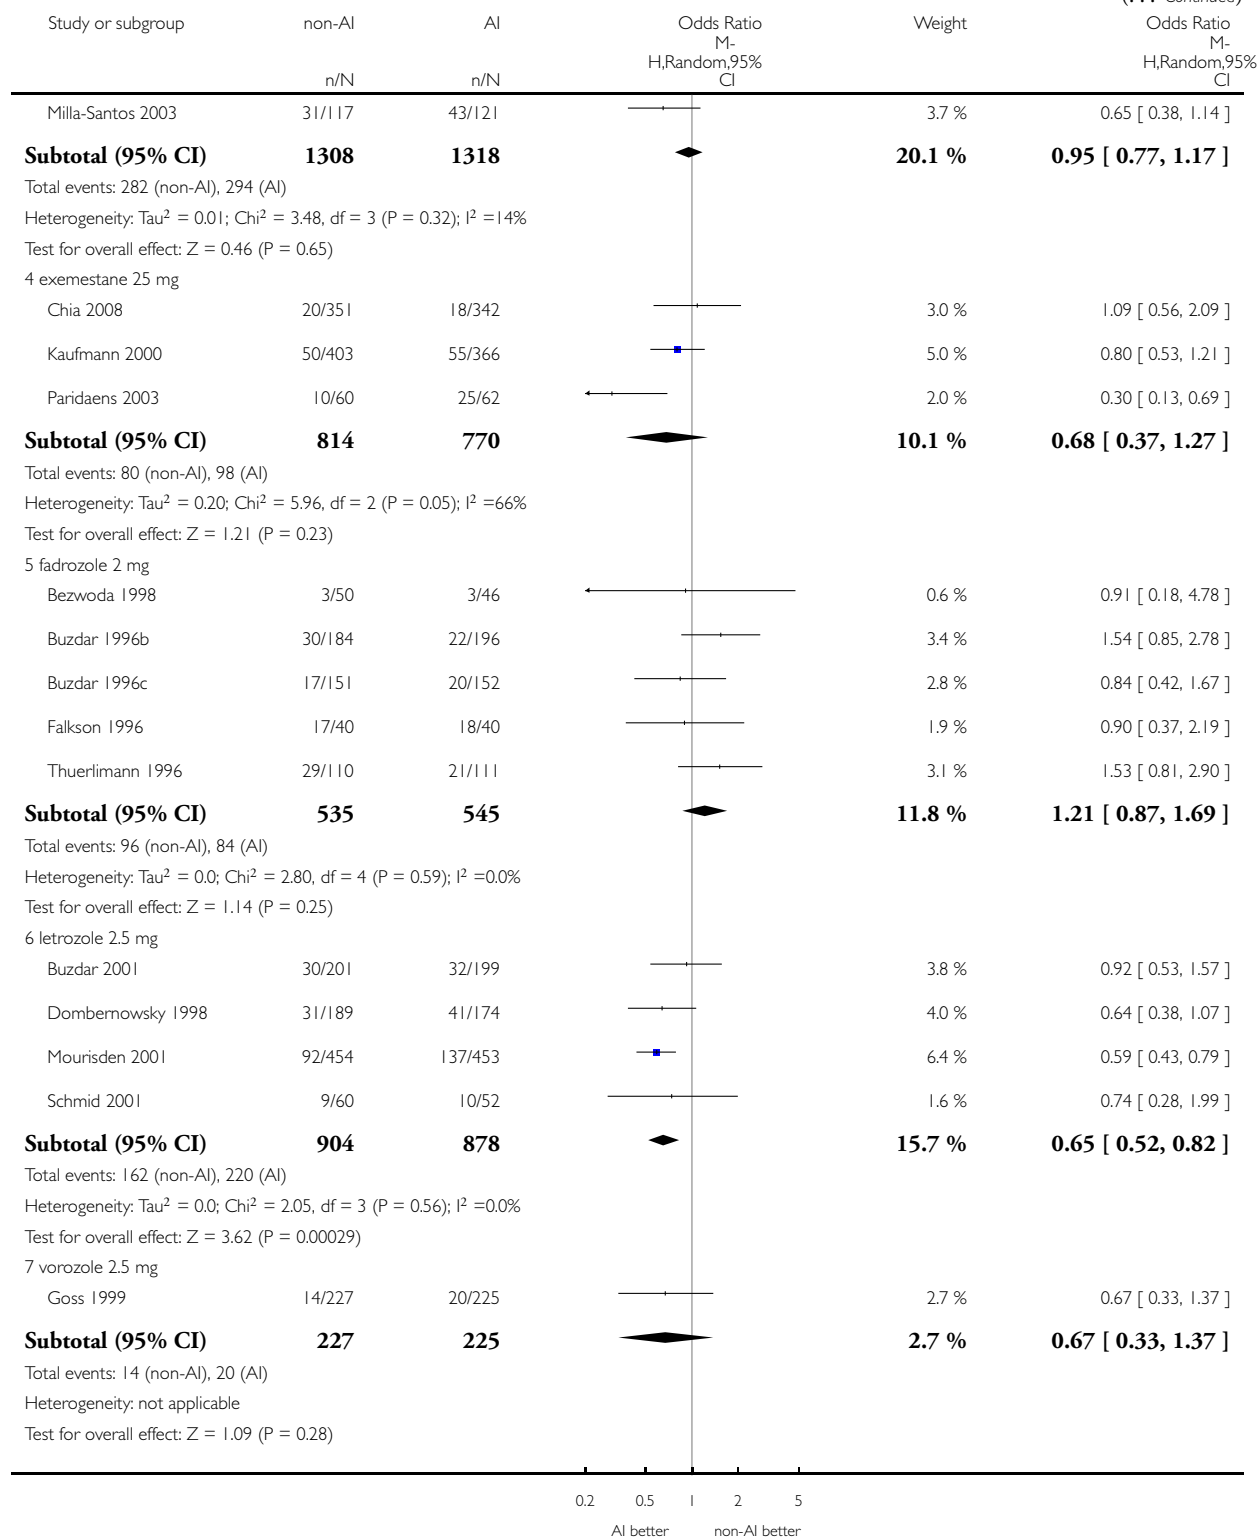 Continued)
Study or subgroup non-AI AI Odds Ratio Weight Odds Ratio
M- M-
H,Random,95% H,Random,95%
n/N n/N CI CI
Milla-Santos 2003 31/117 43/121 3.7 % 0.65 [ 0.38, 1.14 ]
Subtotal (95% CI) 1308 1318 20.1 % 0.95 [ 0.77, 1.17 ]
Total events: 282 (non-AI), 294 (AI)
Heterogeneity: Tau² = 0.01; Chi² = 3.48, df = 3 (P = 0.32); I² =14%
Test for overall effect: Z = 0.46 (P = 0.65)
4 exemestane 25 mg
Chia 2008 20/351 18/342 3.0 % 1.09 [ 0.56, 2.09 ]
Kaufmann 2000 50/403 55/366 5.0 % 0.80 [ 0.53, 1.21 ]
Paridaens 2003 10/60 25/62 2.0 % 0.30 [ 0.13, 0.69 ]
Subtotal (95% CI) 814 770 10.1 % 0.68 [ 0.37, 1.27 ]
Total events: 80 (non-AI), 98 (AI)
Heterogeneity: Tau² = 0.20; Chi² = 5.96, df = 2 (P = 0.05); I² =66%
Test for overall effect: Z = 1.21 (P = 0.23)
5 fadrozole 2 mg
Bezwoda 1998 3/50 3/46 0.6 % 0.91 [ 0.18, 4.78 ]
Buzdar 1996b 30/184 22/196 3.4 % 1.54 [ 0.85, 2.78 ]
Buzdar 1996c 17/151 20/152 2.8 % 0.84 [ 0.42, 1.67 ]
Falkson 1996 17/40 18/40 1.9 % 0.90 [ 0.37, 2.19 ]
Thuerlimann 1996 29/110 21/111 3.1 % 1.53 [ 0.81, 2.90 ]
Subtotal (95% CI) 535 545 11.8 % 1.21 [ 0.87, 1.69 ]
Total events: 96 (non-AI), 84 (AI)
Heterogeneity: Tau² = 0.0; Chi² = 2.80, df = 4 (P = 0.59); I² =0.0%
Test for overall effect: Z = 1.14 (P = 0.25)
6 letrozole 2.5 mg
Buzdar 2001 30/201 32/199 3.8 % 0.92 [ 0.53, 1.57 ]
Dombernowsky 1998 31/189 41/174 4.0 % 0.64 [ 0.38, 1.07 ]
Mourisden 2001 92/454 137/453 6.4 % 0.59 [ 0.43, 0.79 ]
Schmid 2001 9/60 10/52 1.6 % 0.74 [ 0.28, 1.99 ]
Subtotal (95% CI) 904 878 15.7 % 0.65 [ 0.52, 0.82 ]
Total events: 162 (non-AI), 220 (AI)
Heterogeneity: Tau² = 0.0; Chi² = 2.05, df = 3 (P = 0.56); I² =0.0%
Test for overall effect: Z = 3.62 (P = 0.00029)
7 vorozole 2.5 mg
Goss 1999 14/227 20/225 2.7 % 0.67 [ 0.33, 1.37 ]
Subtotal (95% CI) 227 225 2.7 % 0.67 [ 0.33, 1.37 ]
Total events: 14 (non-AI), 20 (AI)
Heterogeneity: not applicable
Test for overall effect: Z = 1.09 (P = 0.28)
0.2 0.5 1 2 5
AI better non-AI better